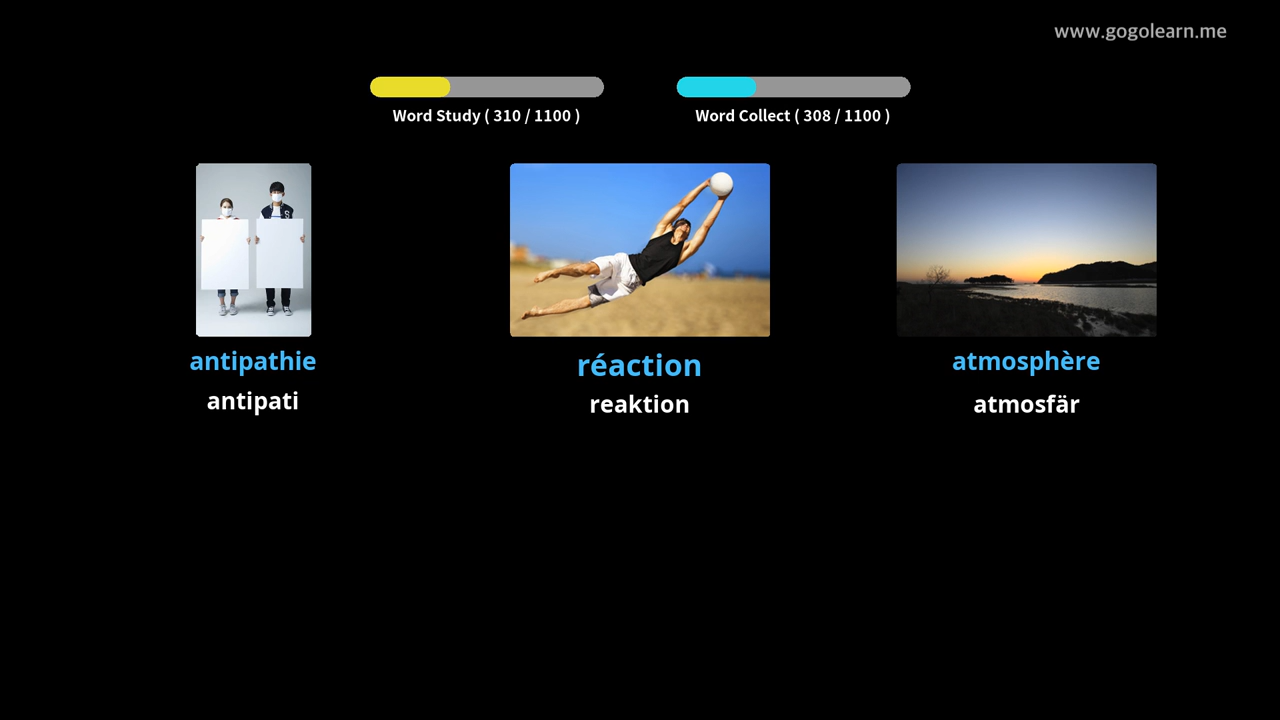 www.gogolearn.me
Word Study ( 310 / 1100 )
Word Collect ( 308 / 1100 )
antipathie
antipati
réaction
reaktion
atmosphère
atmosfär